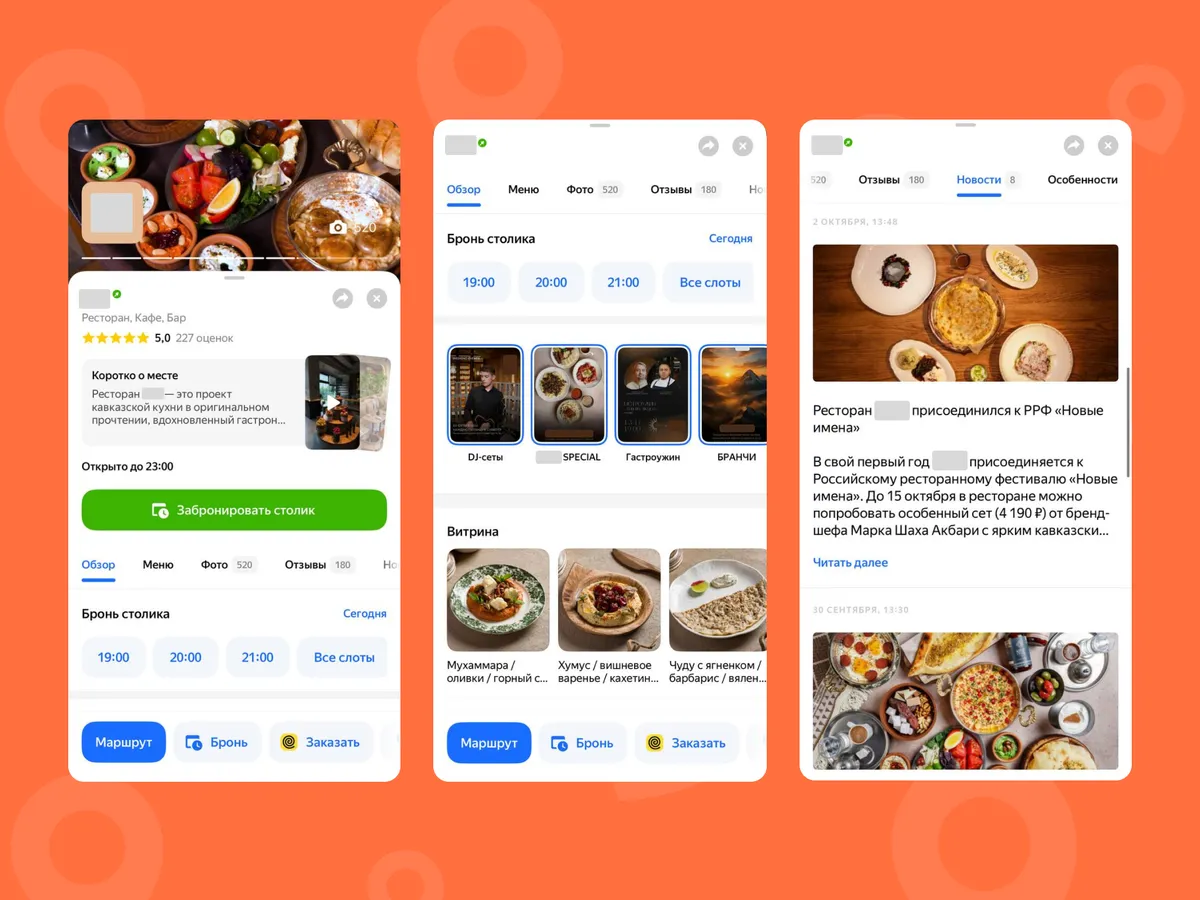 520
Ресторан, Кафе, Бар
5,0 227 оценок
Коротко о месте
Ресторан — это проект
кавказской кухни в оригинальном
прочтении, вдохновленный гастрон...
Открыто до 23:00
Забронировать столик
Обзор Меню Фото 520 Отзывы 180 Но
Бронь столика Сегодня
19:00 20:00 21:00 Все слоты
Маршрут Бронь Заказать
Обзор Меню Фото 520 Отзывы 180 Но
Бронь столика Сегодня
19:00 20:00 21:00 Все слоты
DJ-сеты SPECIAL Гастроужин БРАНЧИ
Витрина
Мухаммара / Хумус / вишневое Чуду с ягненком /
оливки / горный с... варенье / кахетин... барбарис / вялен...
Маршрут Бронь Заказать
520 Отзывы 180 Новости 8 Особенности
2 ОКТЯБРЯ, 13:48
Ресторан присоединился к РРФ «Новые
имена»
В свой первый год присоединяется к
Российскому ресторанному фестивалю «Новые
имена». До 15 октября в ресторане можно
попробовать особенный сет (4 190 ₽) от бренд-
шефа Марка Шаха Акбари с ярким кавказски...
Читать далее
30 СЕНТЯБРЯ, 13:30